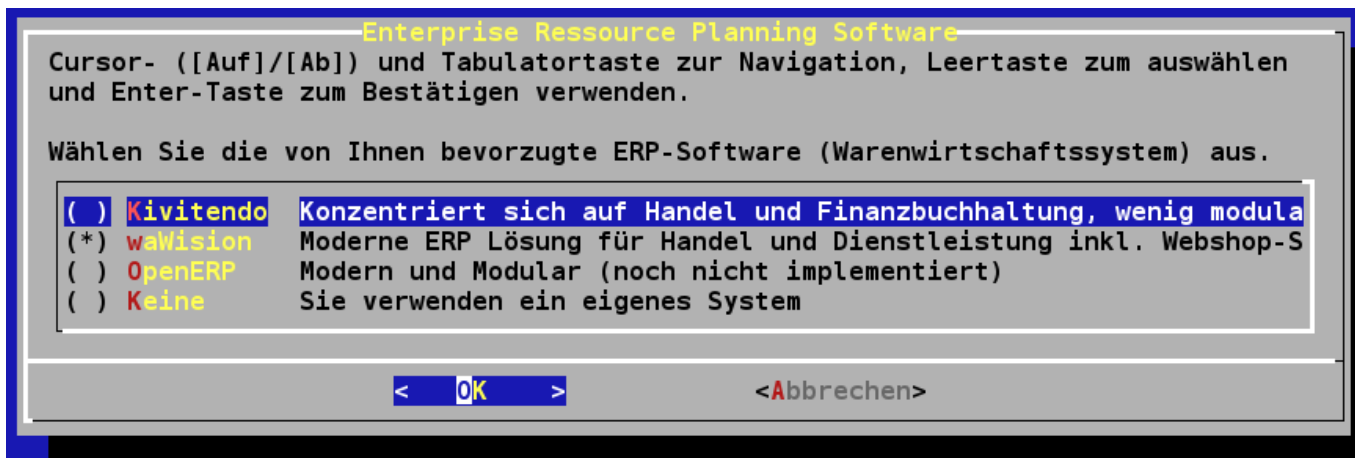 Enterprise Ressource Planning Software
Cursor- ([Auf]/[Ab]) und Tabulatortaste zur Navigation, Leertaste zum auswählen
und Enter-Taste zum Bestätigen verwenden.
Wählen Sie die von Ihnen bevorzugte ERP-Software (Warenwirtschaftssystem) aus.
( ) Kivitendo Konzentriert sich auf Handel und Finanzbuchhaltung, wenig modula
(*) waWision Moderne ERP Lösung für Handel und Dienstleistung inkl. Webshop-S
( ) OpenERP Modern und Modular (noch nicht implementiert)
( ) Keine Sie verwenden ein eigenes System
< OK > <Abbrechen>